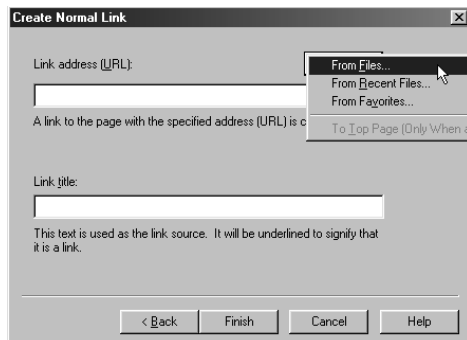 Create Normal Link
Link address (URL):
From Files...
From Recent Files...
From Favorites...
A link to the page with the specified address (URL) is c
To Top Page (Only When a
Link title:
This text is used as the link source. It will be underlined to signify that
it is a link.
< Back Finish Cancel Help